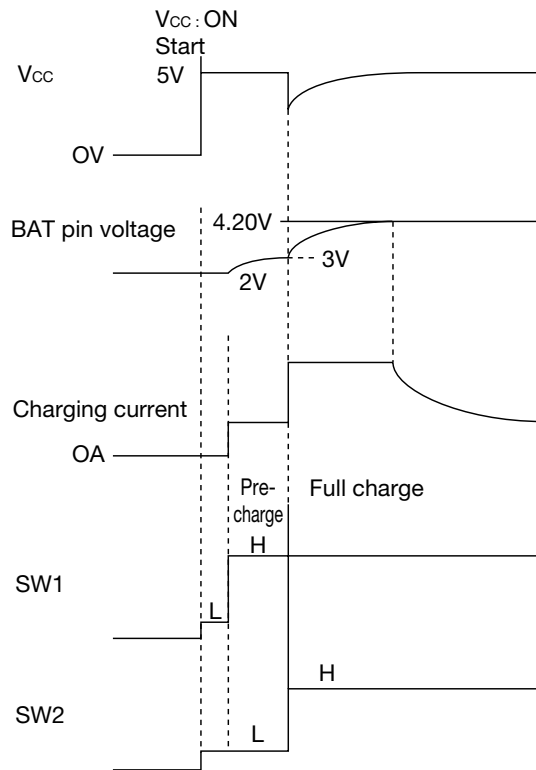 VCC : ON
Start
VCC
5V
OV
BAT pin voltage
4.20V
3V
2V
Charging current
OA
Pre-
charge
Full charge
H
SW1
L
H
SW2
L